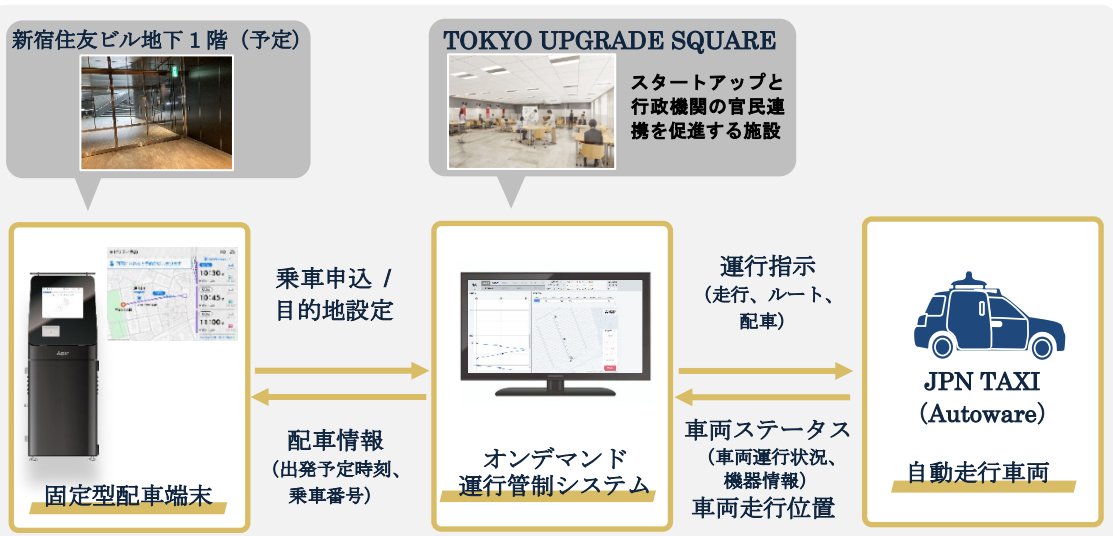 新宿住友ビル地下1階（予定）
TOKYO UPGRADE SQUARE
スタートアップと
行政機関の官民連
携を促進する施設
10:30
10:45
11:00
固定型配車端末
乗車申込 /
目的地設定
配車情報
（出発予定時刻、
乗車番号）
オンデマンド
運行管制システム
運行指示
（走行、ルート、
配車）
車両ステータス
（車両運行状況、
機器情報）
車両走行位置
JPN TAXI
（Autoware）
自動走行車両